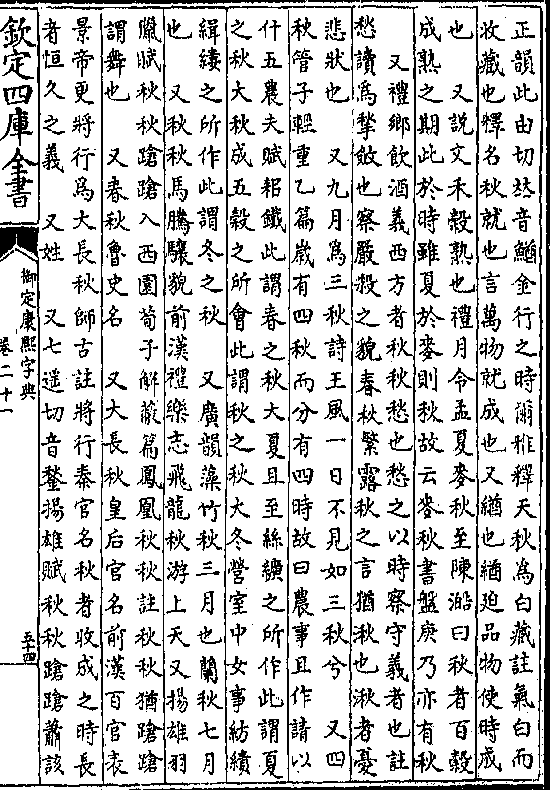 正韻此由切𠀤音鰌金行之時爾雅釋天秋為白藏註氣白而
收藏也釋名秋就也言萬物就成也又緧也緧迫品物使時成
也　又說文禾穀熟也禮月令孟夏麥秋至陳澔曰秋者百穀
成熟之期此於時雖夏於麥則秋故云麥秋書盤庚乃亦有秋
又禮鄉飲酒義西方者秋秋愁也愁之以時察守義者也註
愁讀爲揫斂也察嚴殺之貌春秋繁露秋之言猶秋也湫者憂
悲狀也　又九月為三秋詩王風一日不見如三秋兮　又四
秋管子輕重乙篇嵗有四秋而分有四時故曰農事且作請以
什五農夫賦耜鐵此謂春之秋大夏且至絲纊之所作此謂夏
之秋大秋成五穀之所會此謂秋之秋大冬營室中女事紡績
緝縷之所作此謂冬之秋　又廣韻藻竹秋三月也蘭秋七月
也　又秋秋馬騰驤貌前漢禮樂志飛龍秋游上天又揚雄羽
臘賦秋秋蹌蹌入西園荀子解蔽篇鳳凰秋秋註秋秋猶蹌蹌
謂舞也　又春秋魯史名　又大長秋皇后官名前漢百官表
景帝更將行為大長秋師古註將行秦官名秋者收成之時長
者恒久之義　又姓　又七遥切音鍫揚雄賦秋秋蹌蹌蕭該
欽定四庫全書
御定康熙字典
卷二十一
五十四